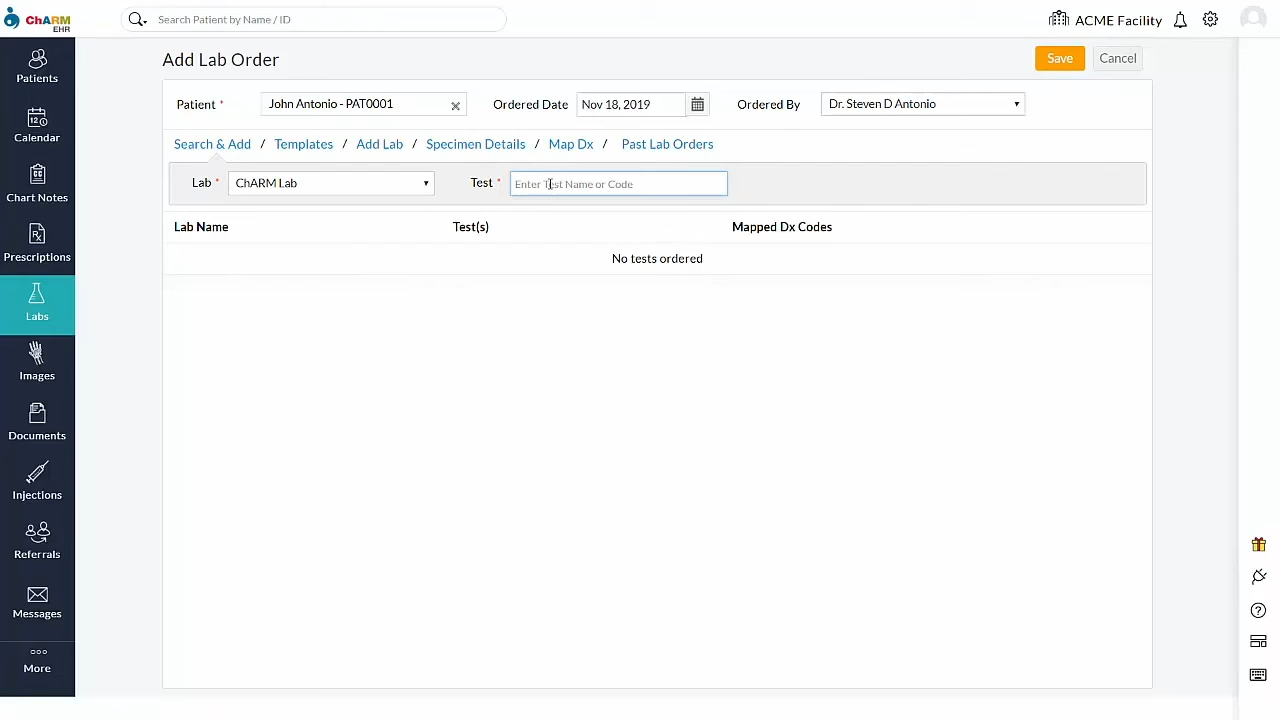 ChARM
EHR
Search Patient by Name / ID
ACME Facility
Patients
Calendar
Chart Notes
Prescriptions
Labs
Images
Documents
Injections
Referrals
Messages
More
Add Lab Order
Save
Cancel
Patient *
John Antonio - PAT0001
Ordered Date
Nov 18, 2019
Ordered By
Dr. Steven D Antonio
Search & Add / Templates / Add Lab / Specimen Details / Map Dx / Past Lab Orders
Lab *
ChARM Lab
Test *
Enter Test Name or Code
Lab Name
Test(s)
Mapped Dx Codes
No tests ordered